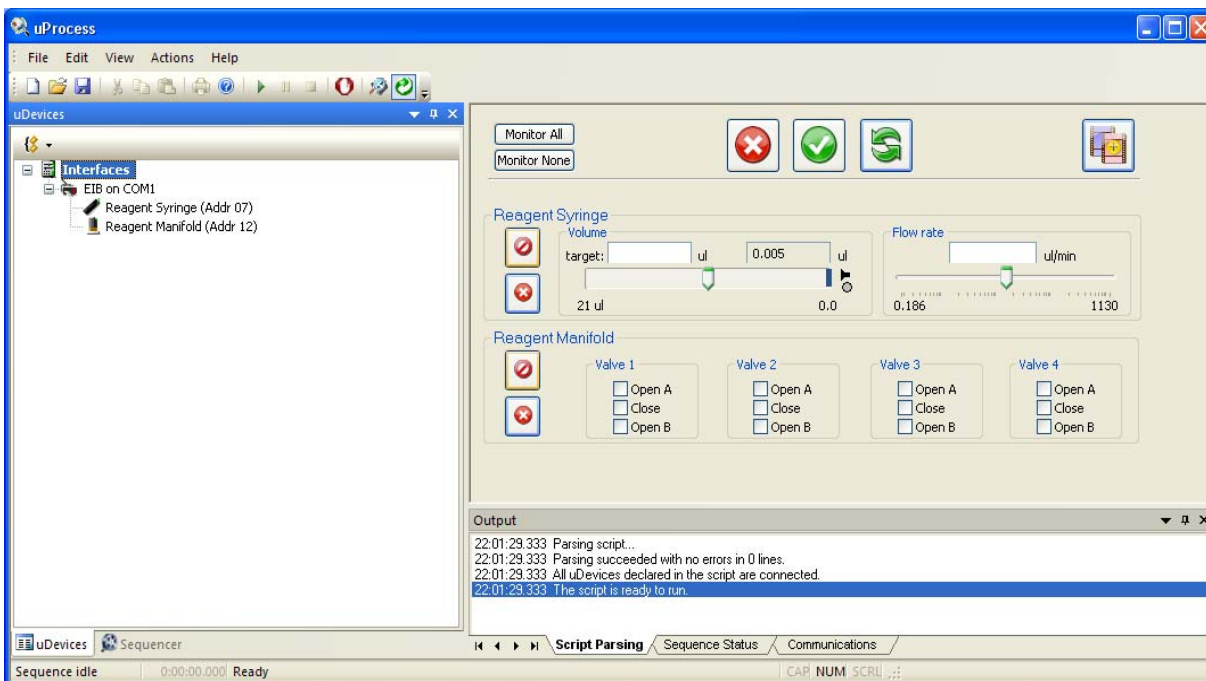 uProcess
File Edit View Actions Help
uDevices
Interfaces
EIB on COM1
Reagent Syringe (Addr 07)
Reagent Manifold (Addr 12)
Monitor All
Monitor None
Reagent Syringe
Volume
target: ul 0.005 ul
21 ul 0.0
Flow rate
ul/min
0.186 1130
Reagent Manifold
Valve 1 Valve 2 Valve 3 Valve 4
Open A Open A Open A Open A
Close Close Close Close
Open B Open B Open B Open B
Output
22:01:29.333 Parsing script...
22:01:29.333 Parsing succeeded with no errors in 0 lines.
22:01:29.333 All uDevices declared in the script are connected.
22:01:29.333 The script is ready to run.
uDevices Sequencer
Script Parsing Sequence Status Communications
Sequence idle 0:00:00.000 Ready CAP NUM SCRL